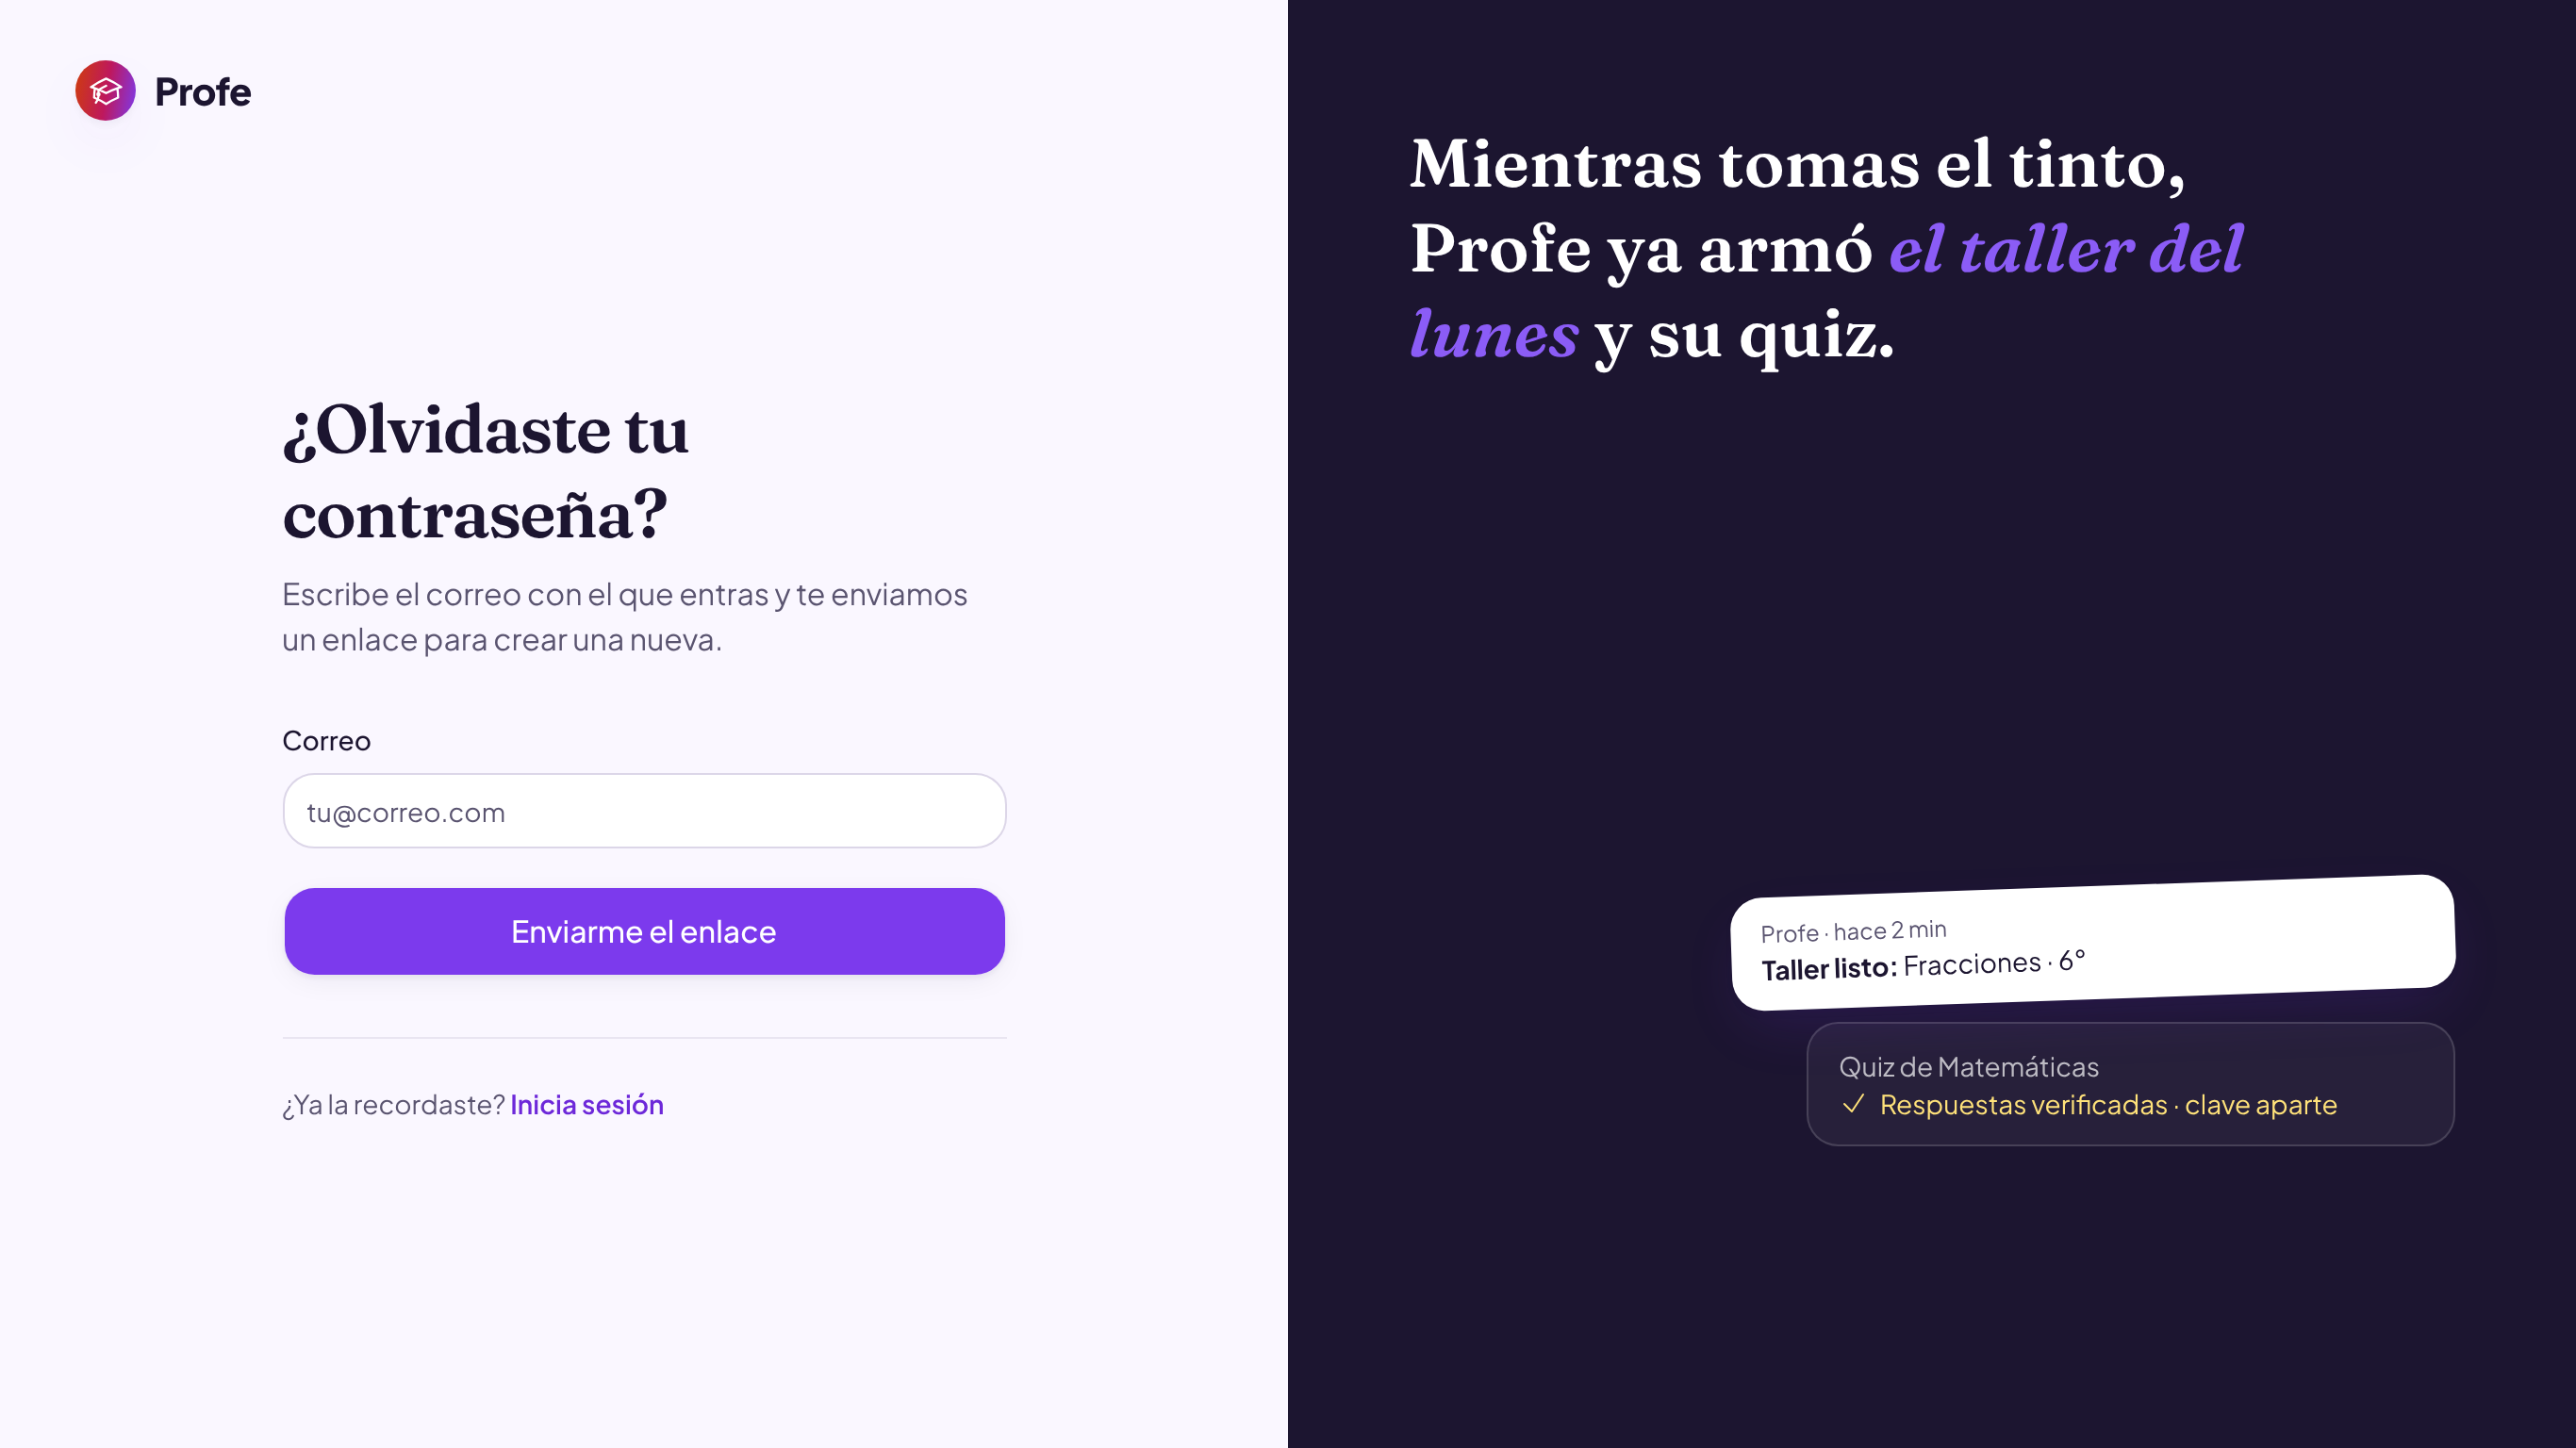 Profe
¿Olvidaste tu
contraseña?
Escribe el correo con el que entras y te enviamos
un enlace para crear una nueva.
Correo
tu@correo.com
Enviarme el enlace
¿Ya la recordaste? Inicia sesión
Mientras tomas el tinto,
Profe ya armó el taller del
lunes y su quiz.
Profe · hace 2 min
Taller listo: Fracciones · 6°
Quiz de Matemáticas
✓ Respuestas verificadas · clave aparte